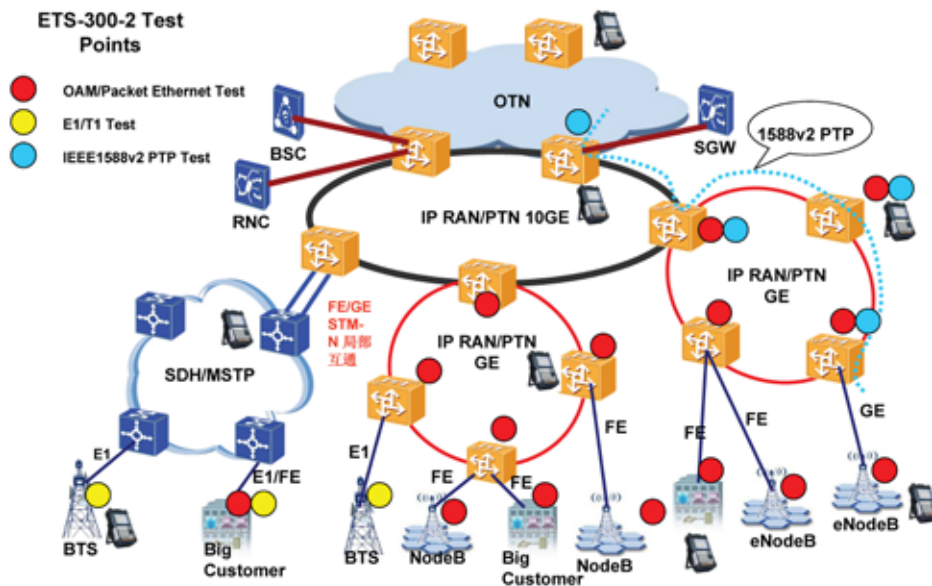 ETS-300-2 Test
Points
OAM/Packet Ethernet Test
E1/T1 Test
IEEE1588v2 PTP Test
OTN
BSC
SGW
1588v2 PTP
RNC
IP RAN/PTN 10GE
FE/GE
STM-
N 局部
互通
IP RAN/PTN
GE
IP RAN/PTN
GE
SDH/MSTP
E1
E1/FE
E1
FE
FE
FE
FE
FE
GE
BTS
Big
Customer
BTS
NodeB
Big
Customer
NodeB
eNodeB
eNodeB